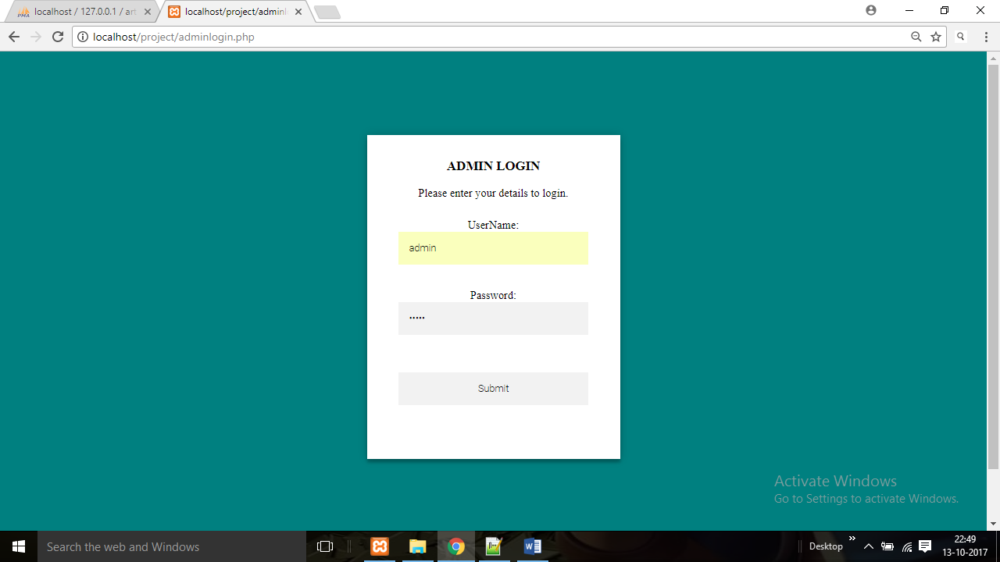 localhost / 127.0.0.1 / art
localhost/project/adminl
localhost/project/adminlogin.php
ADMIN LOGIN
Please enter your details to login.
UserName:
admin
Password:
•••••
Submit
Activate Windows
Go to Settings to activate Windows.
Search the web and Windows
Desktop
22:49
13-10-2017